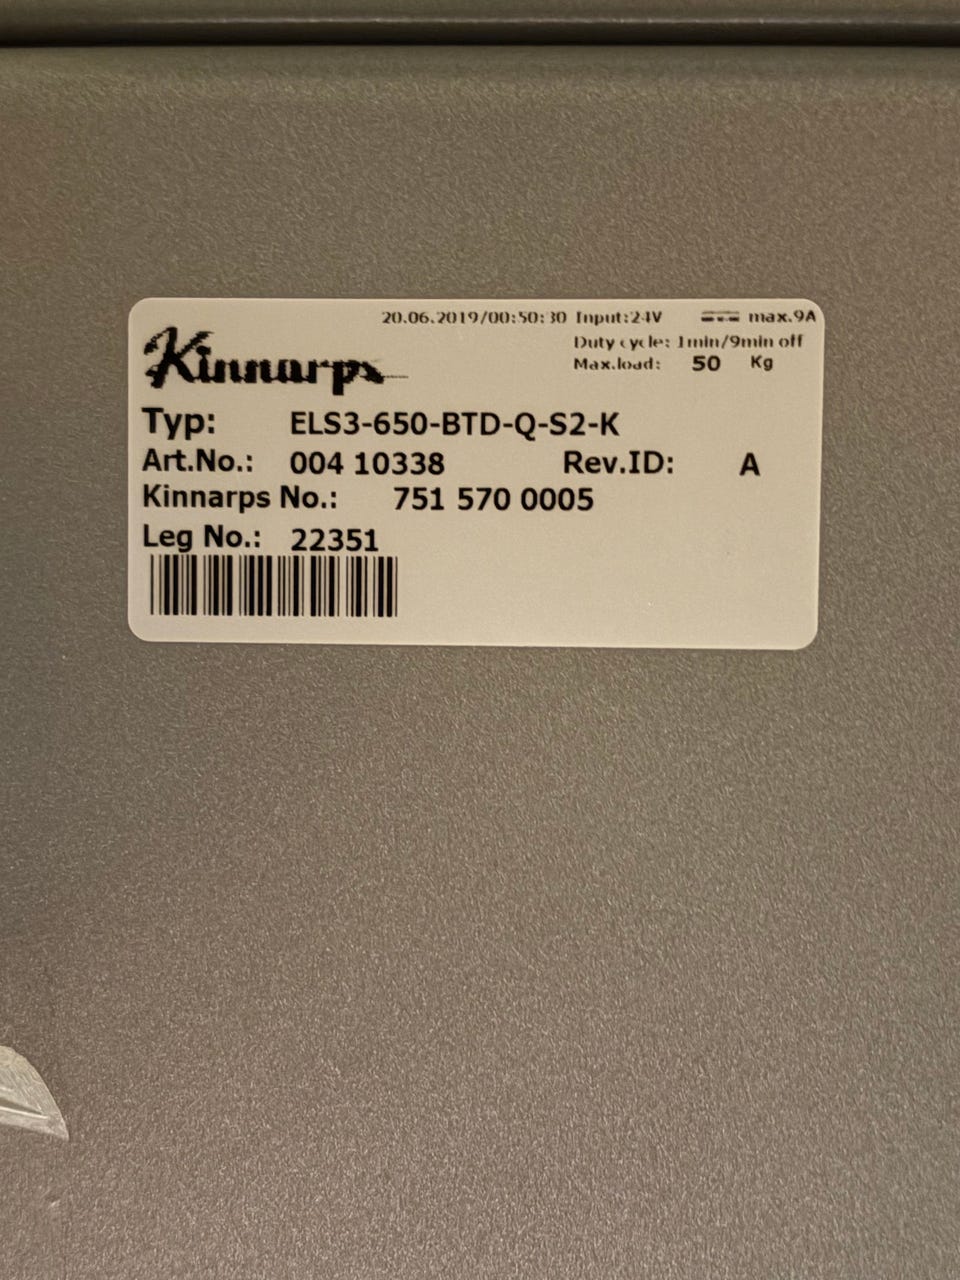 20.06.2019/00:50:30 Input:24V ⎓ max.9A
Duty cycle: 1min/9min off
Max.load: 50 Kg
Kinnarps
Typ: ELS3-650-BTD-Q-S2-K
Art.No.: 004 10338 Rev.ID: A
Kinnarps No.: 751 570 0005
Leg No.: 22351